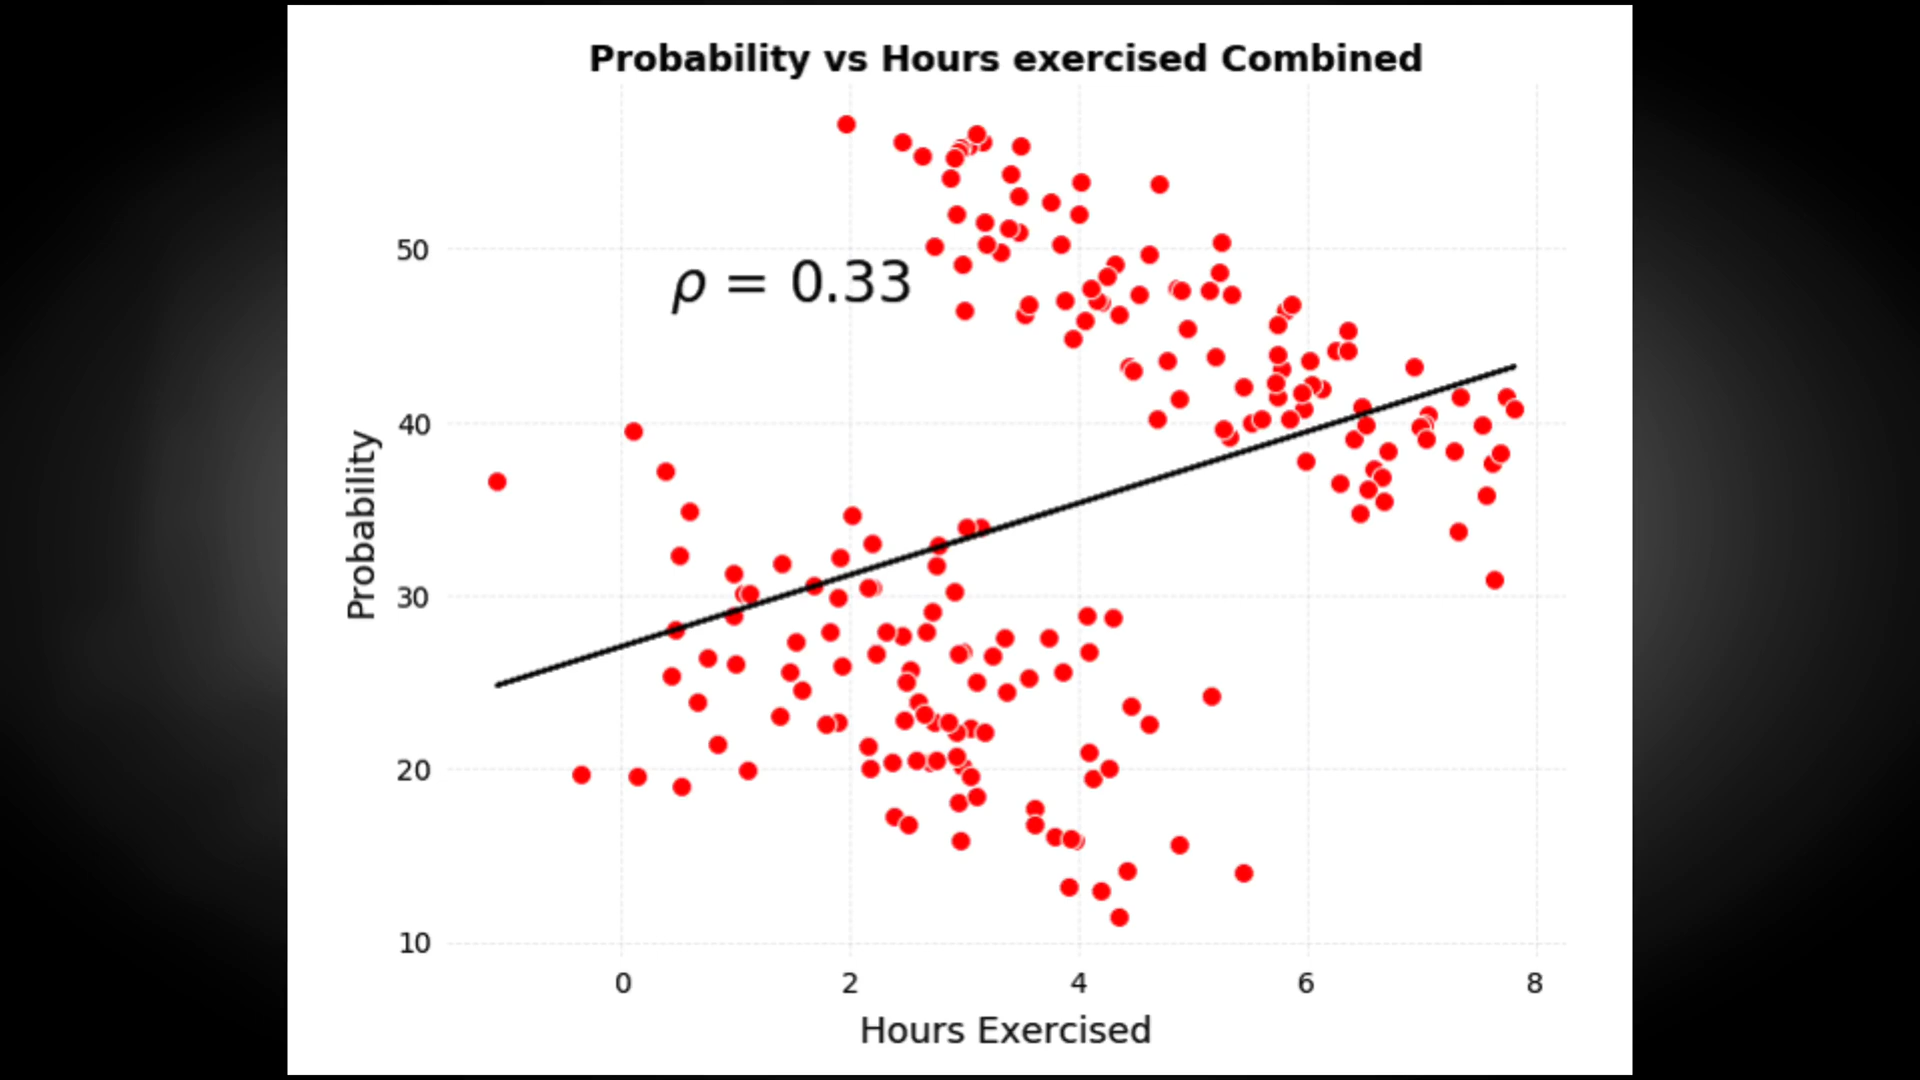 Probability vs Hours exercised Combined
ρ = 0.33
Probability
50
40
30
20
10
0 2 4 6 8
Hours Exercised